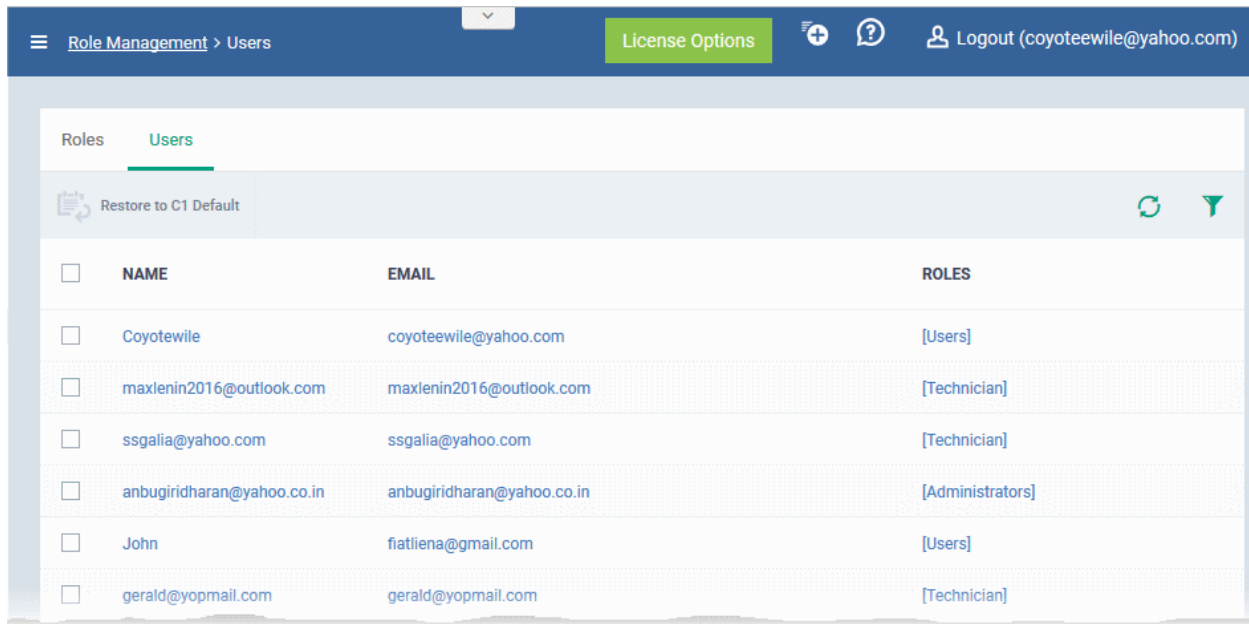 Role Management > Users License Options Logout (coyoteewile@yahoo.com)
Roles Users
Restore to C1 Default
NAME EMAIL ROLES
Coyotewile coyoteewile@yahoo.com [Users]
maxlenin2016@outlook.com maxlenin2016@outlook.com [Technician]
ssgalia@yahoo.com ssgalia@yahoo.com [Technician]
anbugiridharan@yahoo.co.in anbugiridharan@yahoo.co.in [Administrators]
John fiatliena@gmail.com [Users]
gerald@yopmail.com gerald@yopmail.com [Technician]